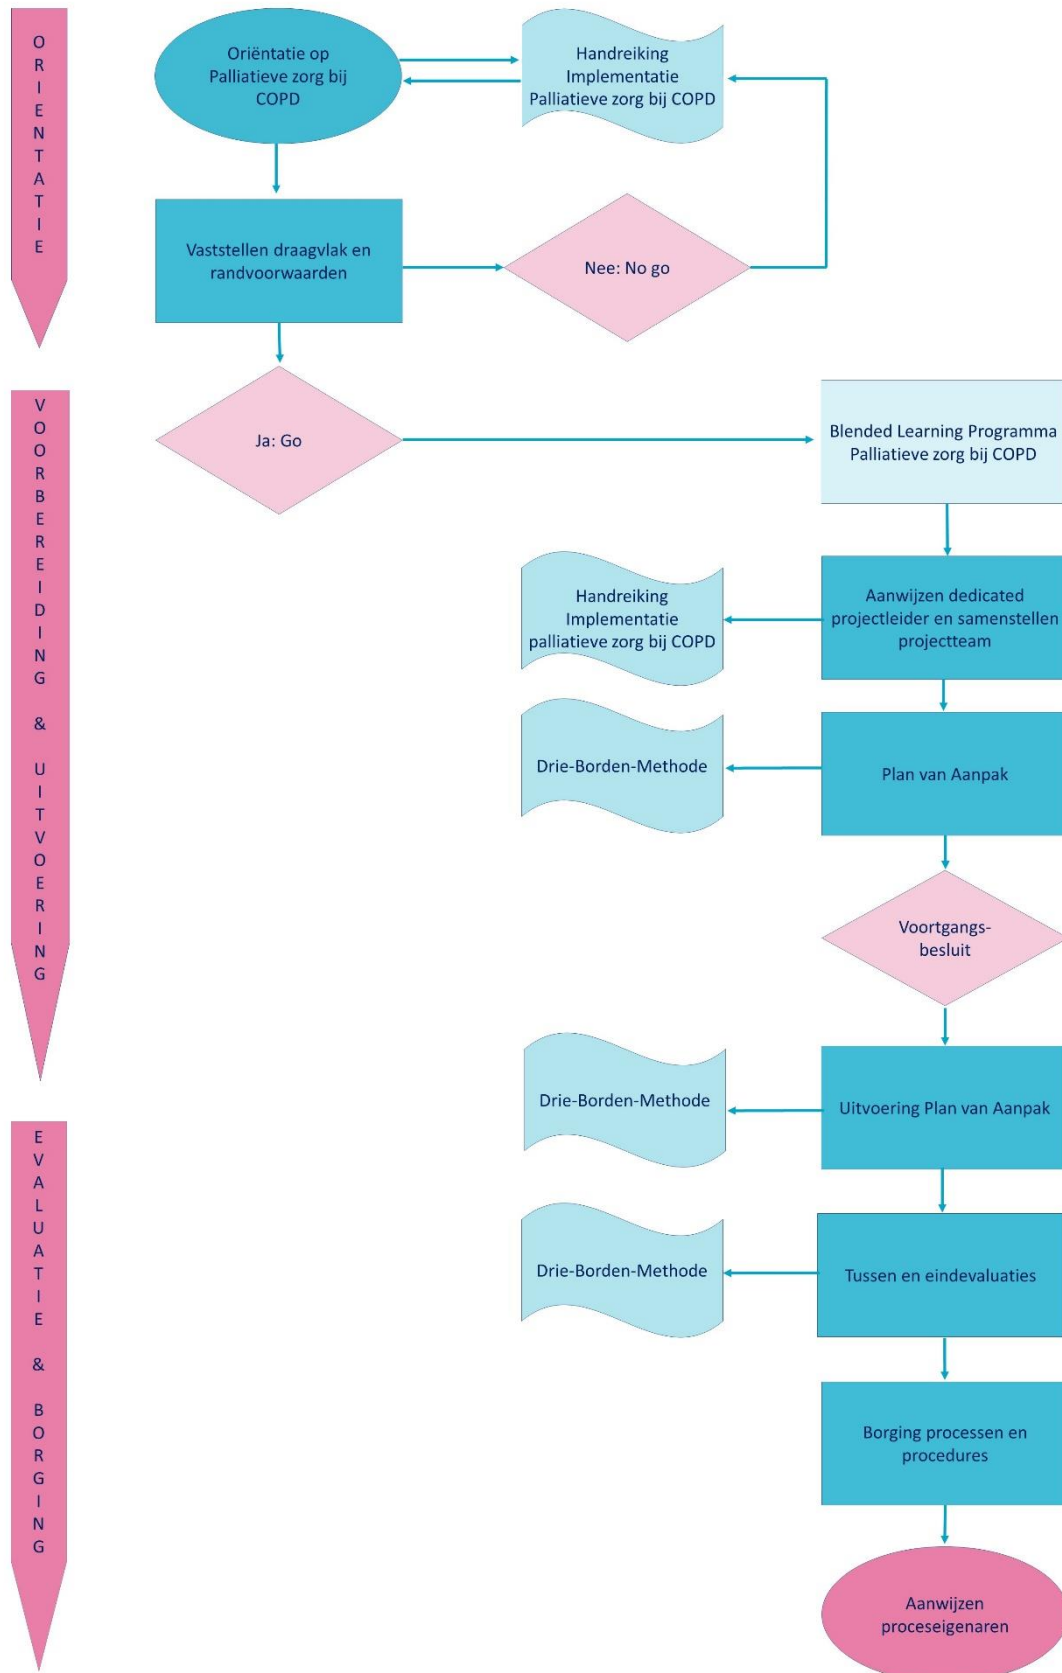 ORIENTATIE
Oriëntatie op
Palliatieve zorg bij
COPD
Handreiking
Implementatie
Palliatieve zorg bij COPD
Vaststellen draagvlak en
randvoorwaarden
Nee: No go
VOORBEREIDING & UITVOERING
Ja: Go
Blended Learning Programma
Palliatieve zorg bij COPD
Handreiking
Implementatie
palliatieve zorg bij COPD
Aanwijzen dedicated
projectleider en samenstellen
projectteam
Drie-Borden-Methode
Plan van Aanpak
Voortgangs-
besluit
Drie-Borden-Methode
Uitvoering Plan van Aanpak
EVALUATIE & BORGING
Drie-Borden-Methode
Tussen en eindevaluaties
Borging processen en
procedures
Aanwijzen
proceseigenaren